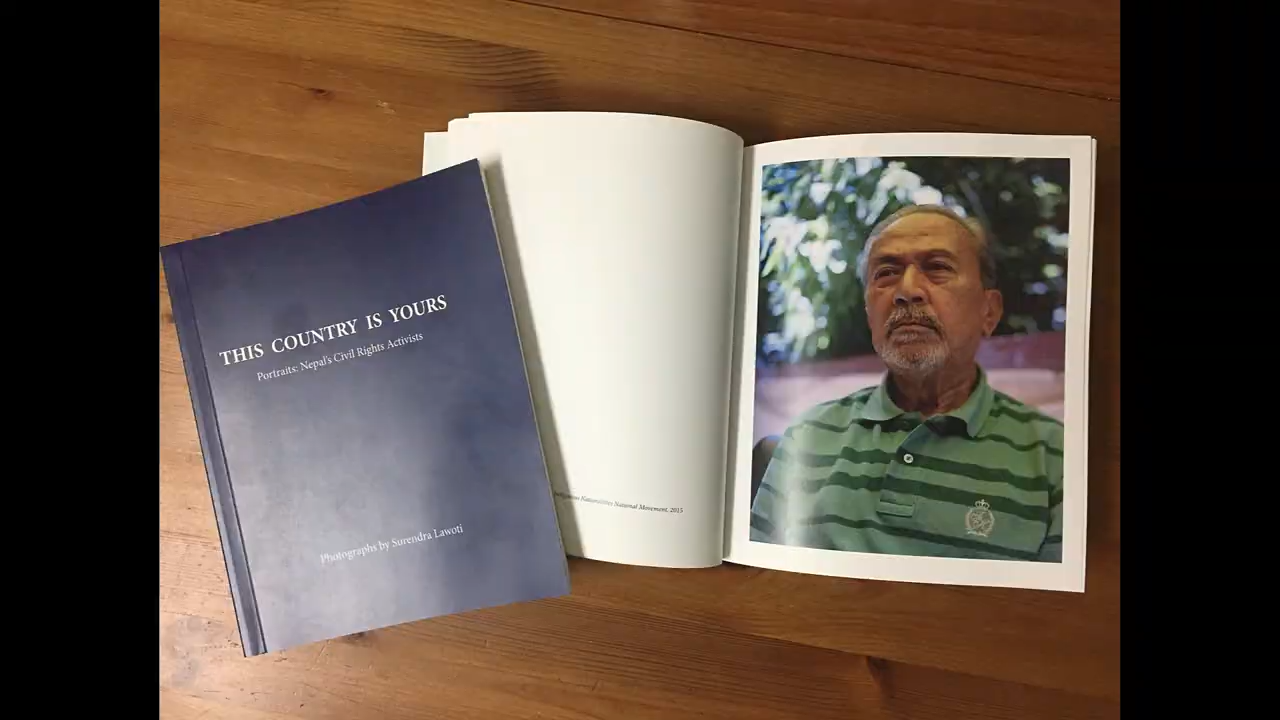 THIS COUNTRY IS YOURS
Portraits: Nepal's Civil Rights Activists
Photographs by Surendra Lawoti
Nationalities National Movement, 2015